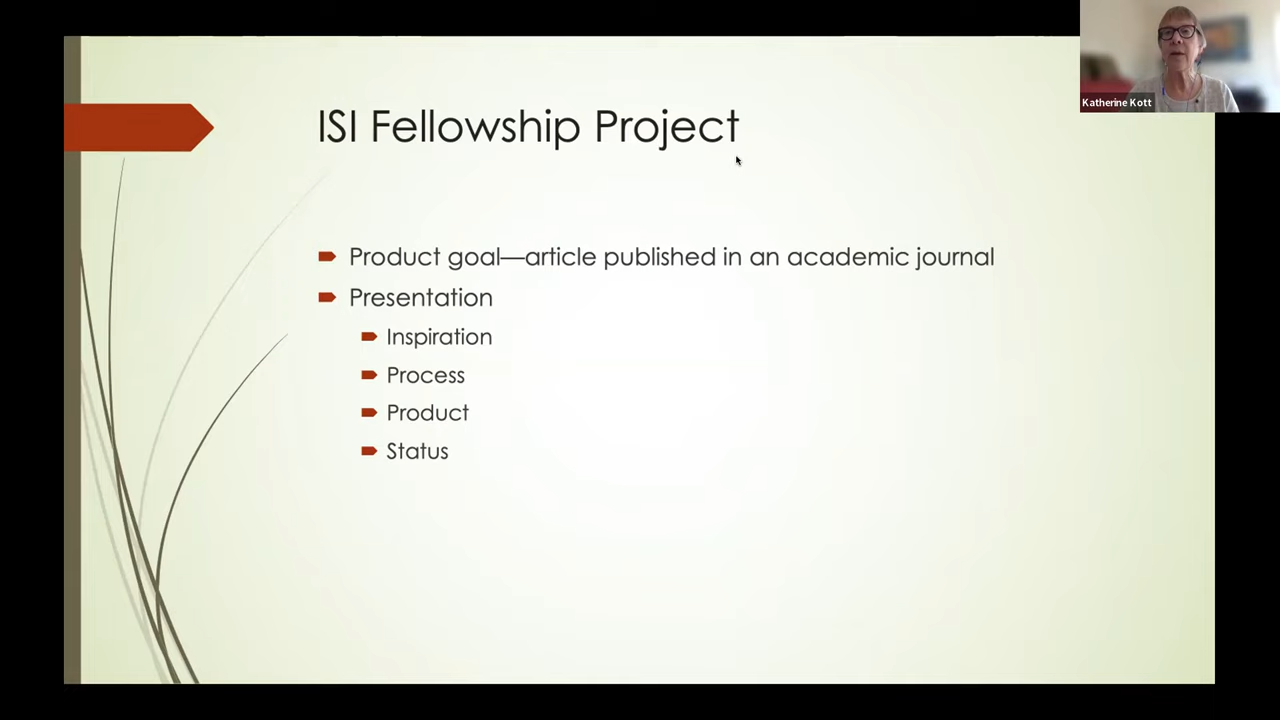 ISI Fellowship Project
Product goal—article published in an academic journal
Presentation
Inspiration
Process
Product
Status
Katherine Kott